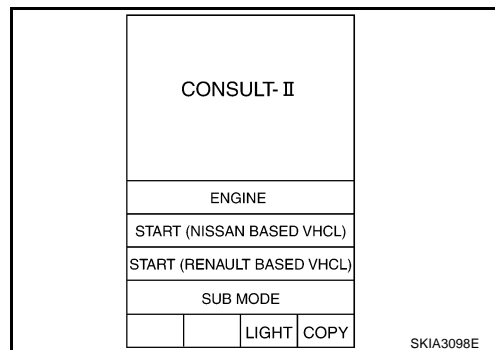 CONSULT-II
ENGINE
START (NISSAN BASED VHCL)
START (RENAULT BASED VHCL)
SUB MODE
LIGHT COPY
SKIA3098E